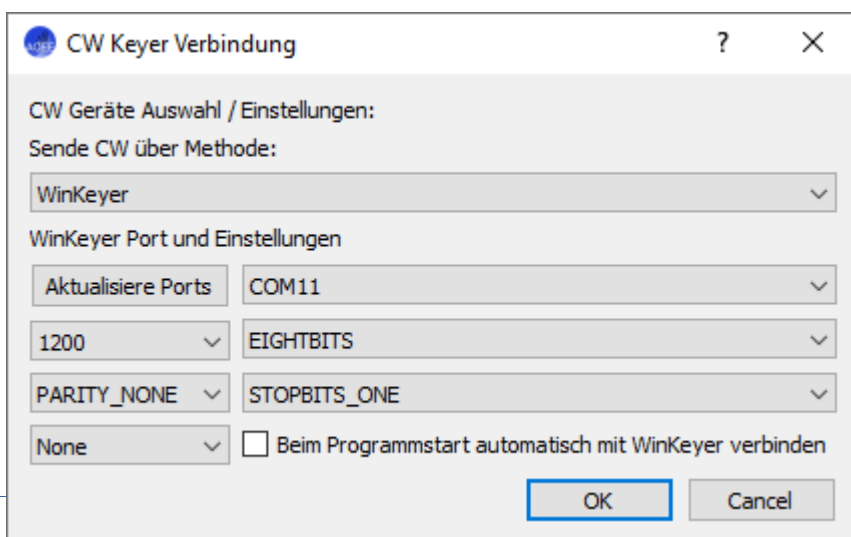 CW Keyer Verbindung ?
CW Geräte Auswahl / Einstellungen:
Sende CW über Methode:
WinKeyer
WinKeyer Port und Einstellungen
Aktualisiere Ports COM11
1200 EIGHTBITS
PARITY_NONE STOPBITS_ONE
None Beim Programmstart automatisch mit WinKeyer verbinden
OK Cancel